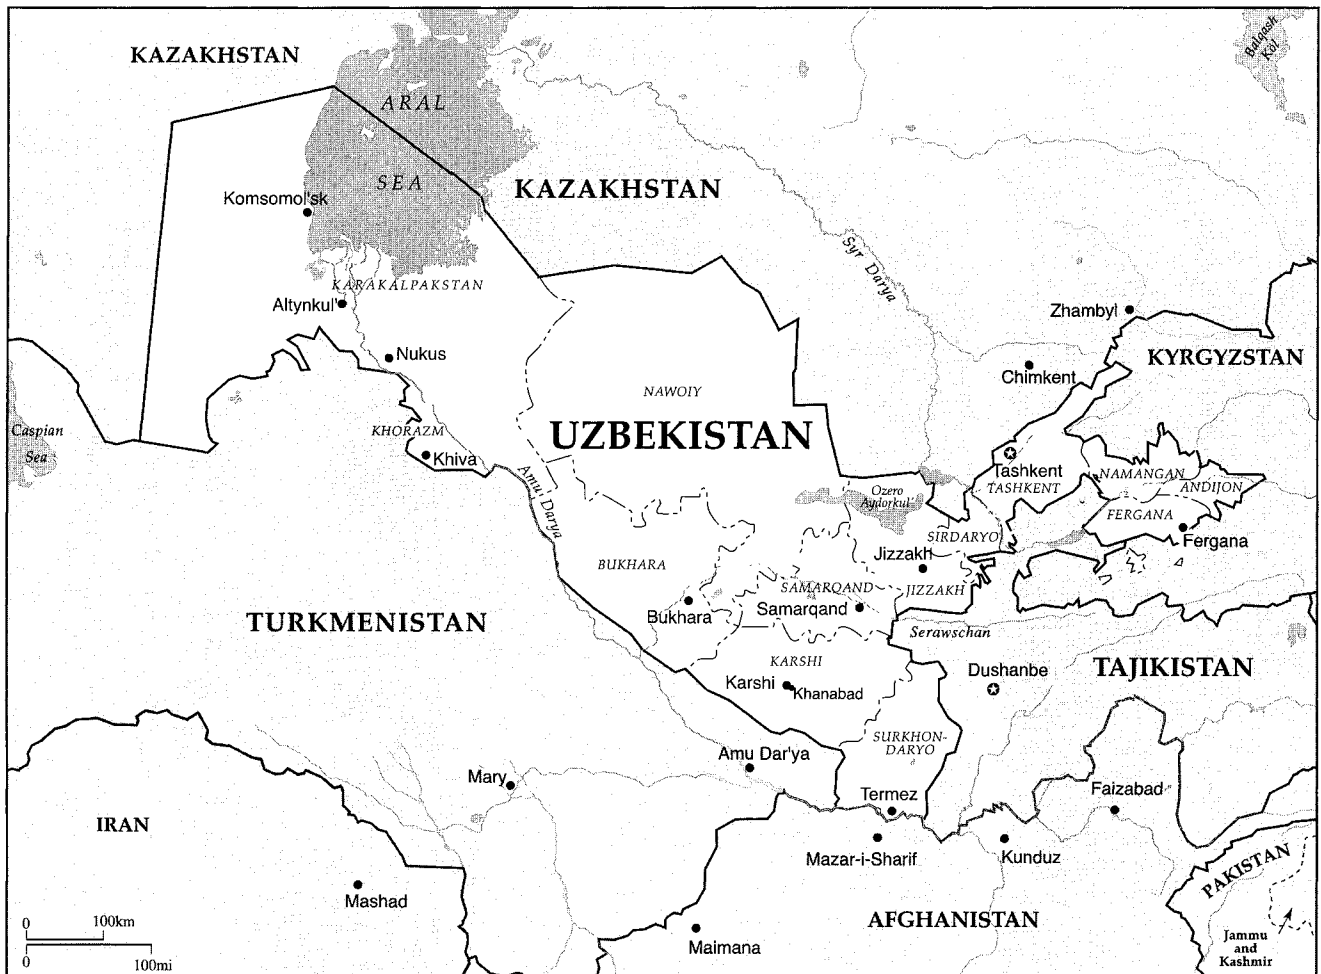 KAZAKHSTAN
Balqash
Köl
ARAL
SEA
KAZAKHSTAN
Komsomol'sk
Syr Darya
KARAKALPAKSTAN
Altynkul'
Zhambyl
Nukus
KYRGYZSTAN
Chimkent
NAWOIY
Caspian
Sea
KHORAZM
UZBEKISTAN
Khiva
Tashkent
TASHKENT
NAMANGAN
ANDIJON
Amu Darya
Ozero
Aydorkul'
FERGANA
SIRDARYO
Fergana
Jizzakh
BUKHARA
SAMARQAND
JIZZAKH
Bukhara
Samarqand
TURKMENISTAN
Serawschan
KARSHI
Dushanbe
TAJIKISTAN
Karshi
Khanabad
SURKHON-
DARYO
Amu Dar'ya
Mary
Termez
Faizabad
IRAN
Mazar-i-Sharif
Kunduz
PAKISTAN
Mashad
AFGHANISTAN
Maimana
Jammu
and
Kashmir
0 100km
0 100mi